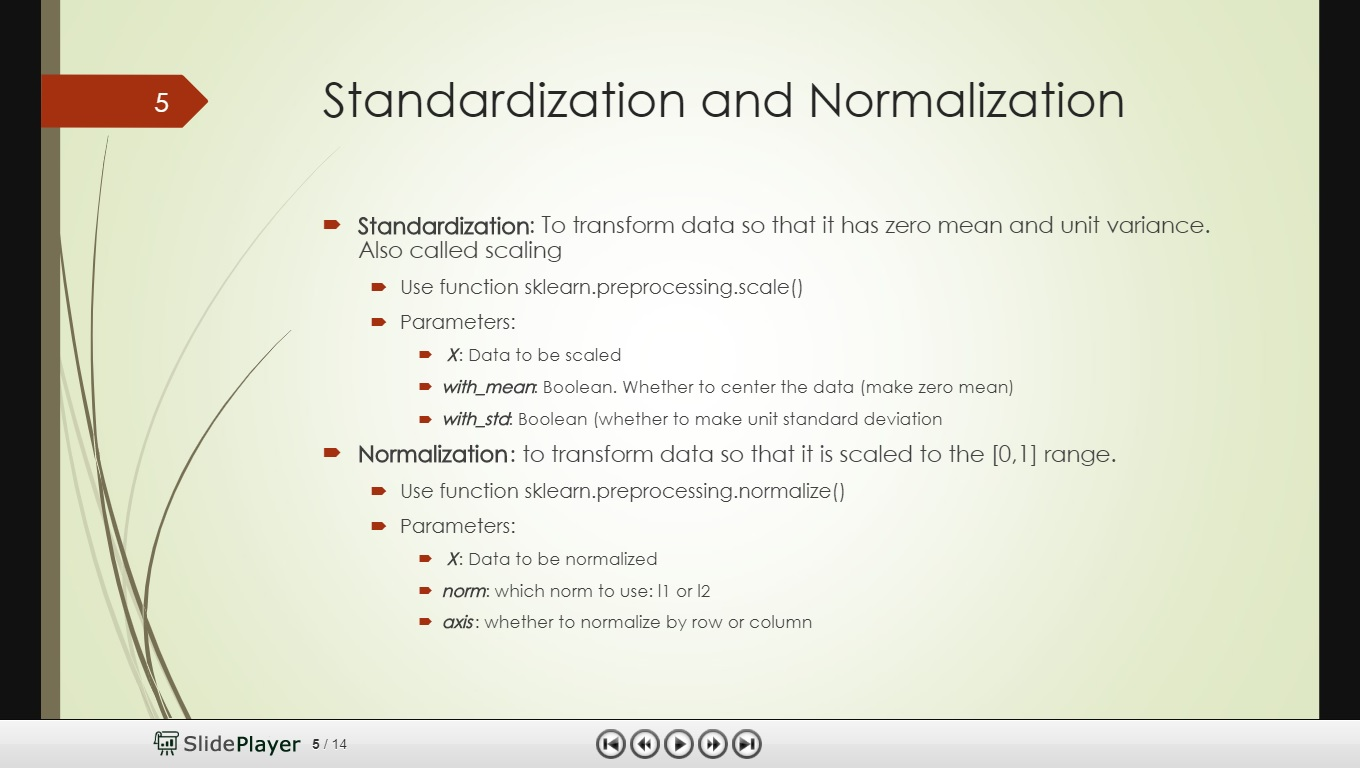 5
Standardization and Normalization
Standardization: To transform data so that it has zero mean and unit variance.
Also called scaling
Use function sklearn.preprocessing.scale()
Parameters:
X: Data to be scaled
with_mean: Boolean. Whether to center the data (make zero mean)
with_std: Boolean (whether to make unit standard deviation
Normalization: to transform data so that it is scaled to the [0,1] range.
Use function sklearn.preprocessing.normalize()
Parameters:
X: Data to be normalized
norm: which norm to use: l1 or l2
axis: whether to normalize by row or column
SlidePlayer 5 / 14